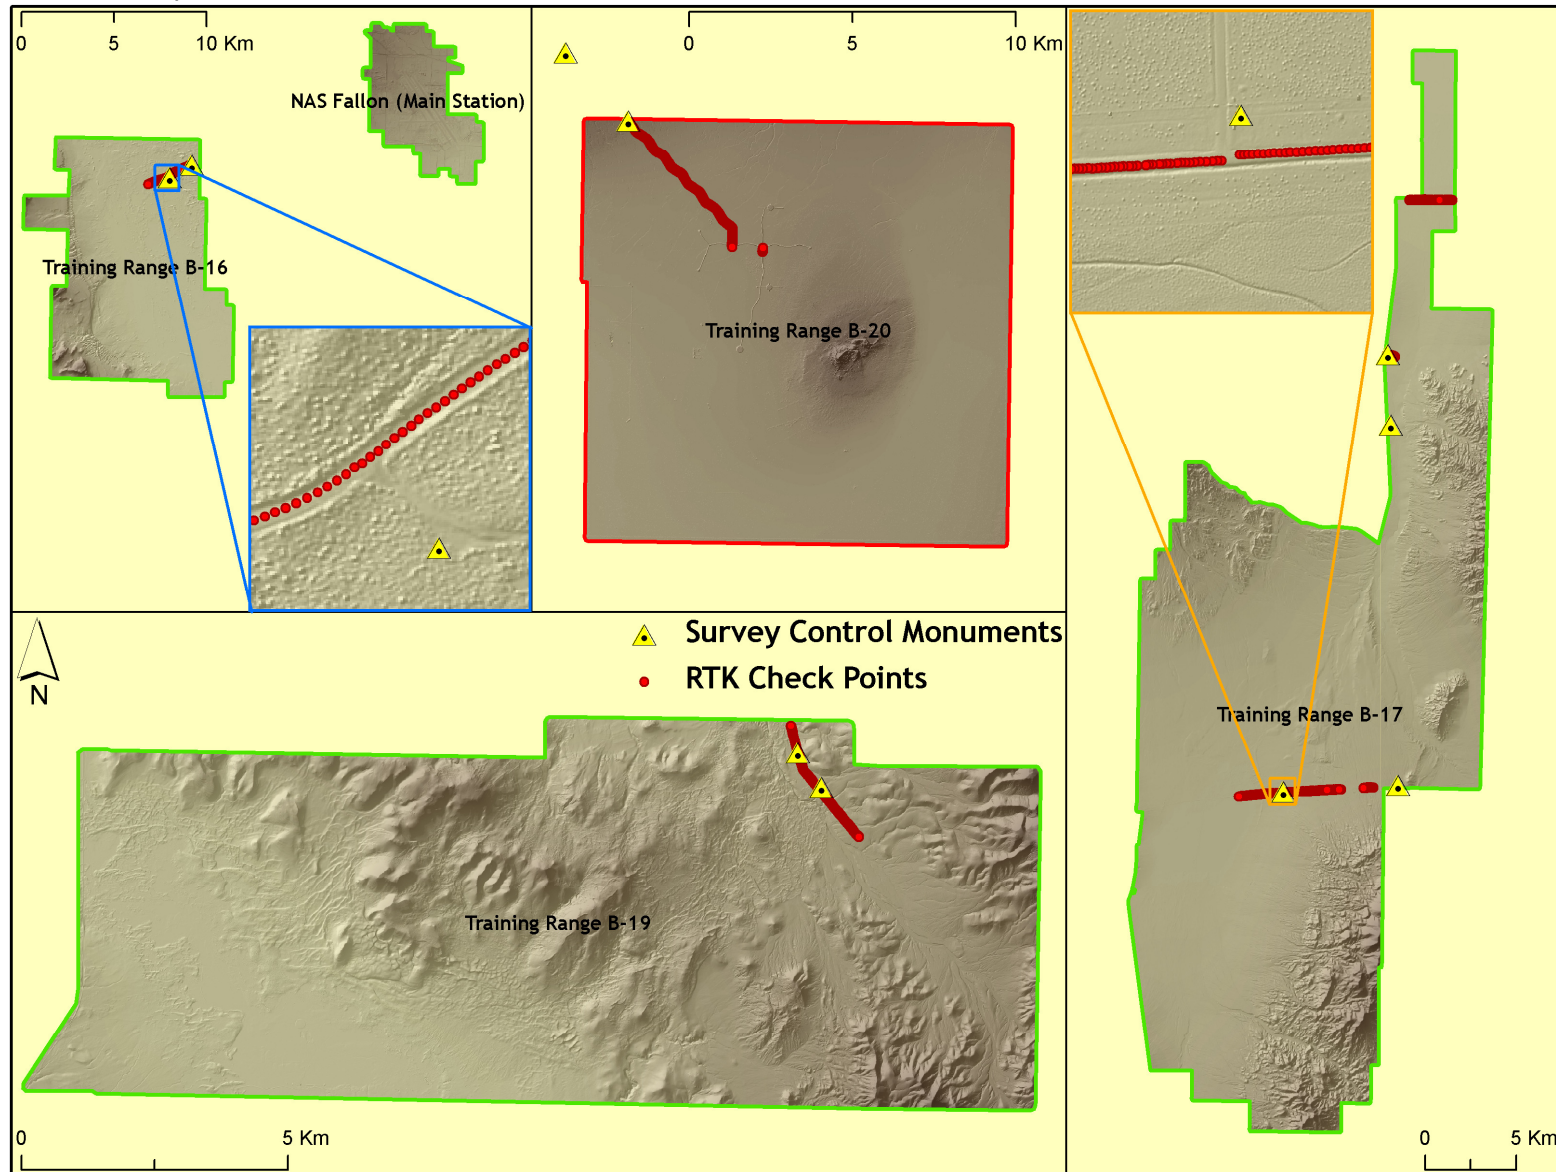 0 5 10 Km
NAS Fallon (Main Station)
Training Range B-16
0 5 10 Km
Training Range B-20
Survey Control Monuments
RTK Check Points
N
Training Range B-19
0 5 Km
Training Range B-17
0 5 Km